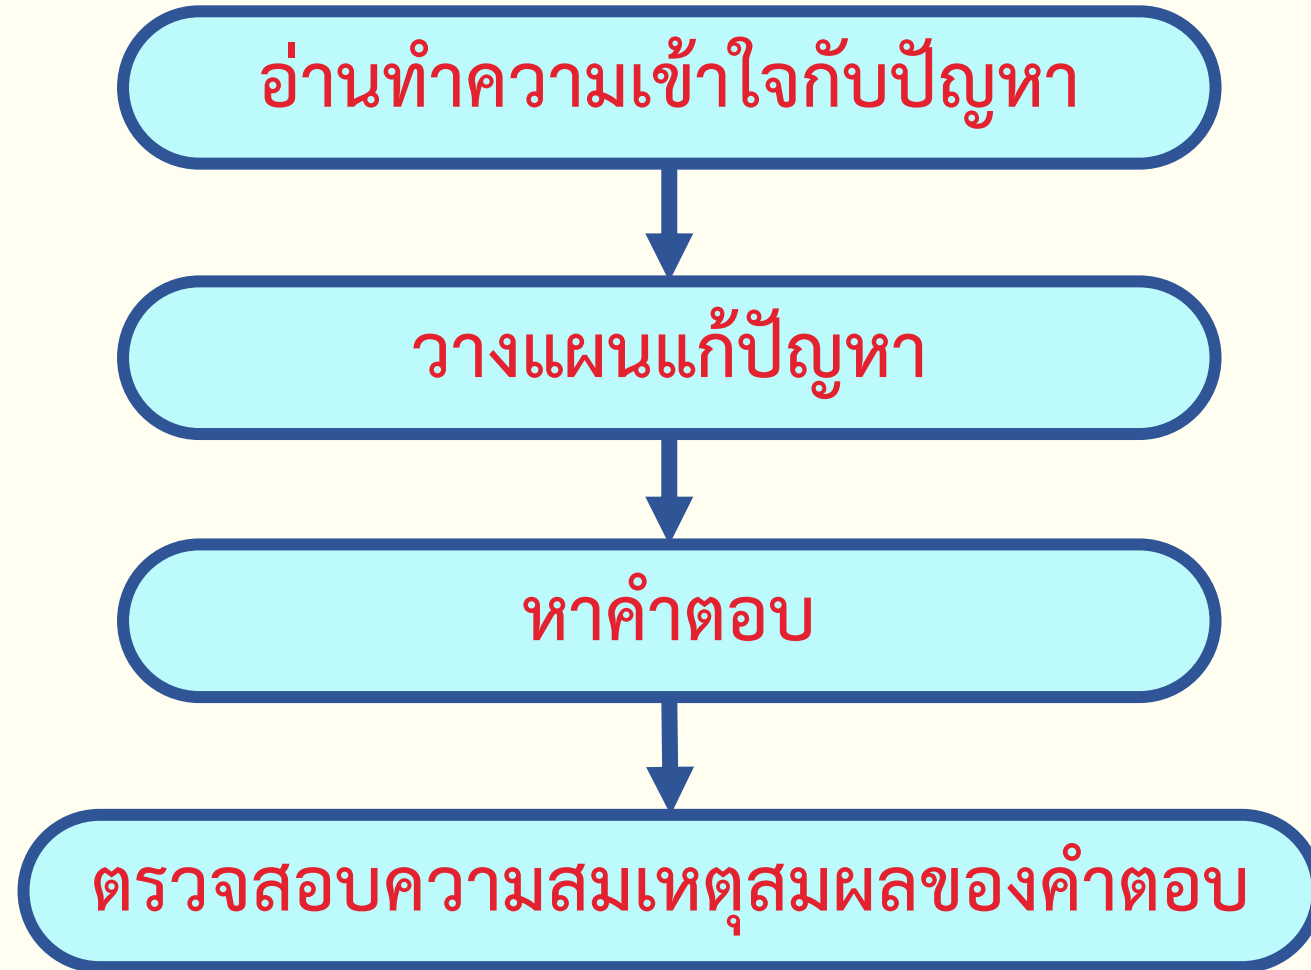 อ่านทำความเข้าใจกับปัญหา
วางแผนแก้ปัญหา
หาคำตอบ
ตรวจสอบความสมเหตุสมผลของคำตอบ